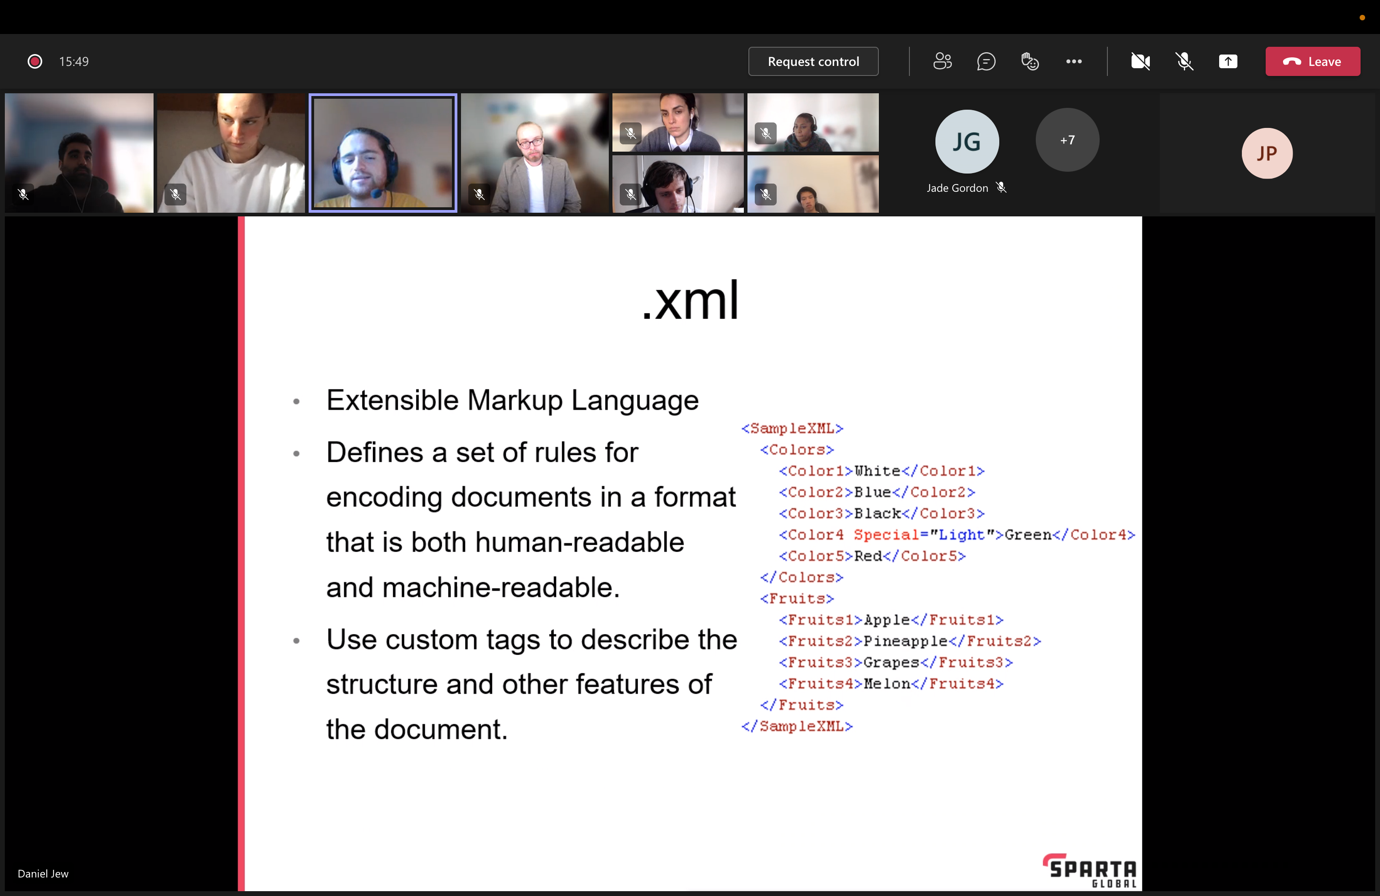 15:49
Request control
Leave
JG
+7
JP
Jade Gordon
.xml
• Extensible Markup Language
• Defines a set of rules for
encoding documents in a format
that is both human-readable
and machine-readable.
• Use custom tags to describe the
structure and other features of
the document.
<SampleXML>
<Colors>
<Color1>White</Color1>
<Color2>Blue</Color2>
<Color3>Black</Color3>
<Color4 Special="Light">Green</Color4>
<Color5>Red</Color5>
</Colors>
<Fruits>
<Fruits1>Apple</Fruits1>
<Fruits2>Pineapple</Fruits2>
<Fruits3>Grapes</Fruits3>
<Fruits4>Melon</Fruits4>
</Fruits>
</SampleXML>
Daniel Jew
SPARTA
GLOBAL